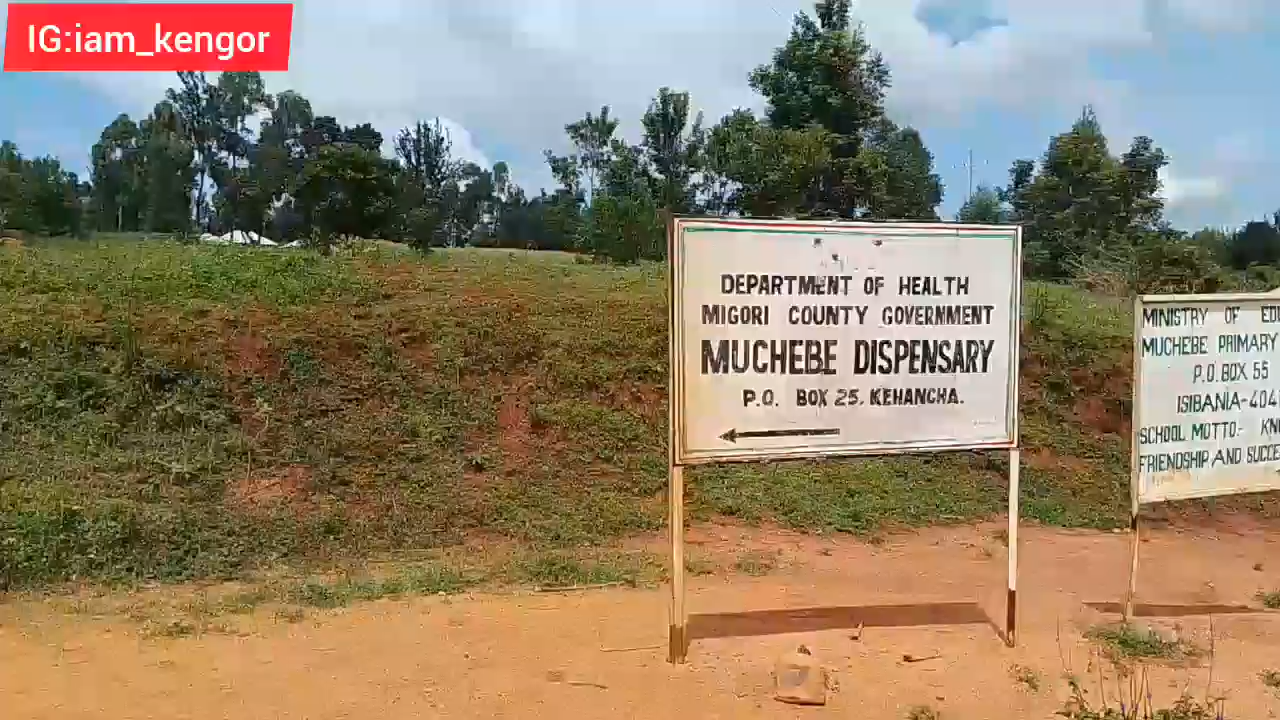 IG:iam_kengor
DEPARTMENT OF HEALTH
MIGORI COUNTY GOVERNMENT
MUCHEBE DISPENSARY
P.O. BOX 25. KEHANCHA.
MINISTRY OF
MUCHEBE PRIMARY
P.O.BOX 55
ISIBANIA-
SCHOOL MOTTO:-
FRIENDSHIP AND